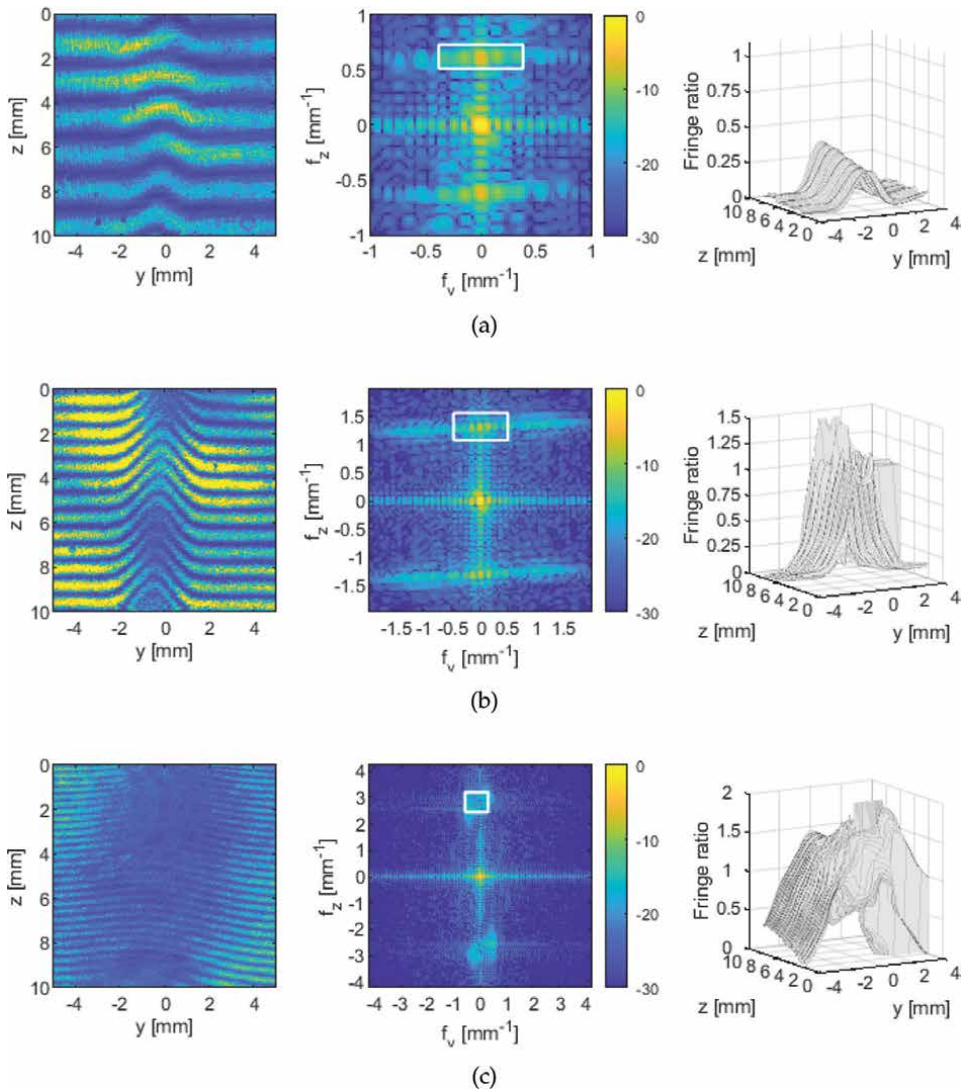 0
2
4
6
8
10
z [mm]
-4 -2 0 2 4
y [mm]
1
0.5
0
-0.5
-1
f_z [mm⁻¹]
-1 -0.5 0 0.5 1
f_y [mm⁻¹]
0
-10
-20
-30
1
0.75
0.5
0.25
0
Fringe ratio
10 8 6 4 2 0
z [mm]
-4 -2 0 2 4
y [mm]
(a)
0
2
4
6
8
10
z [mm]
-4 -2 0 2 4
y [mm]
1.5
1
0.5
0
-0.5
-1
-1.5
f_z [mm⁻¹]
-1.5 -1 -0.5 0 0.5 1 1.5
f_y [mm⁻¹]
0
-10
-20
-30
1.5
1.25
1
0.75
0.5
0.25
0
Fringe ratio
10 8 6 4 2 0
z [mm]
-4 -2 0 2 4
y [mm]
(b)
0
2
4
6
8
10
z [mm]
-4 -2 0 2 4
y [mm]
4
3
2
1
0
-1
-2
-3
-4
f_z [mm⁻¹]
-4 -3 -2 -1 0 1 2 3 4
f_y [mm⁻¹]
0
-10
-20
-30
2
1.5
1
0.5
0
Fringe ratio
10 8 6 4 2 0
z [mm]
-4 -2 0 2 4
y [mm]
(c)